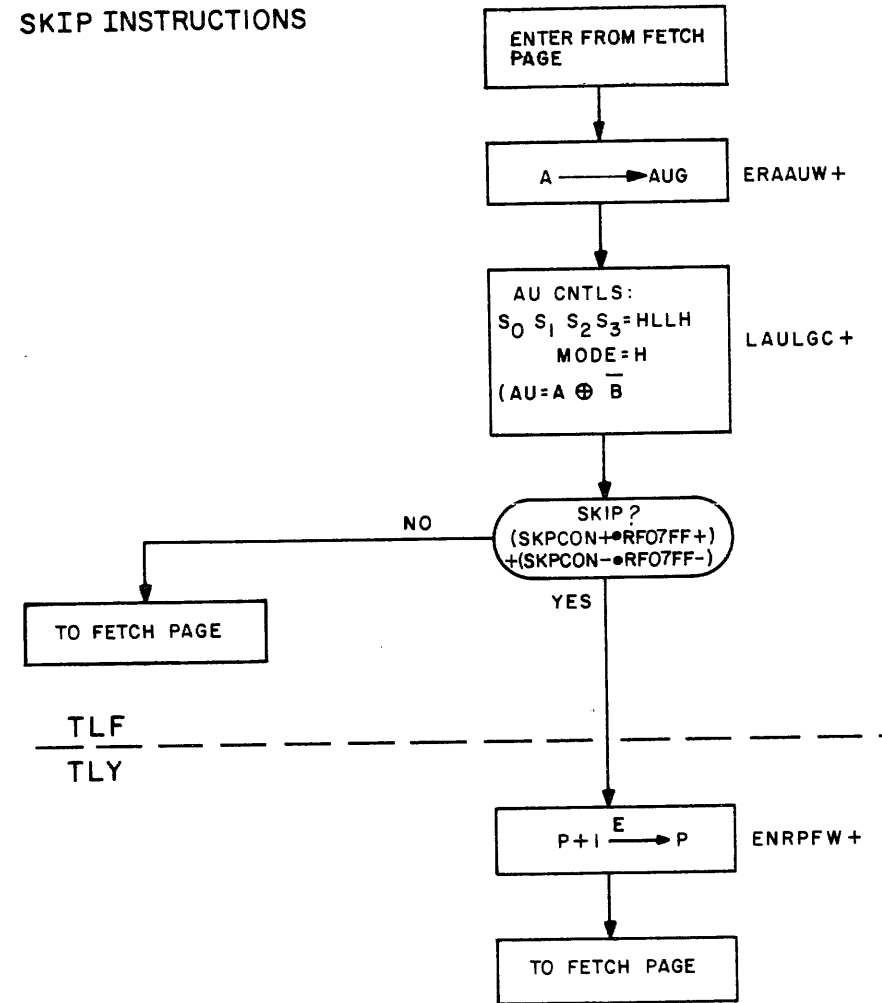 SKIP INSTRUCTIONS
ENTER FROM FETCH
PAGE
A → AUG
ERAAUW+
AU CNTLS:
S0 S1 S2 S3=HLLH
MODE=H
(AU=A ⊕ B̅
LAULGC+
SKIP?
(SKPCON+•RF07FF+)
+(SKPCON-•RF07FF-)
NO
YES
TO FETCH PAGE
TLF
TLY
E
P+1 → P
ENRPFW+
TO FETCH PAGE